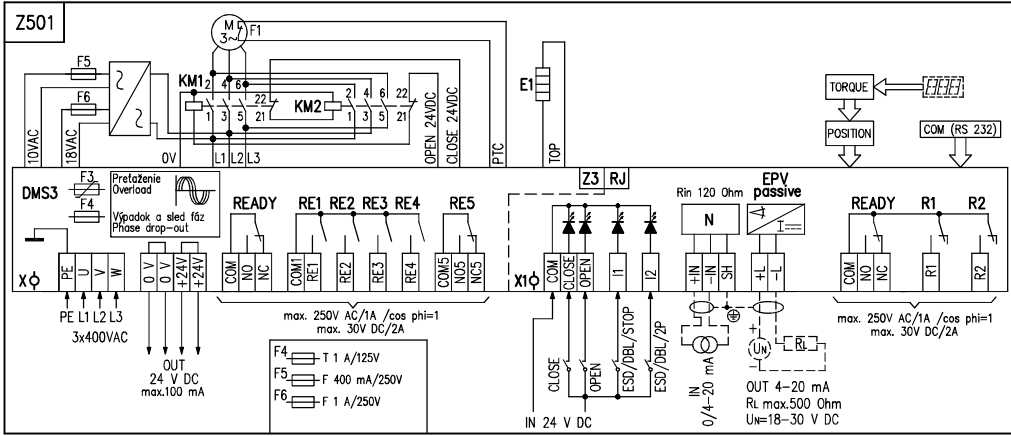 Z501
M
3~
F1
F5
F6
KM1
2 4 6
1 3 5
22
21
KM2
2 4 6
1 3 5
22
21
E1
TORQUE
POSITION
COM (RS 232)
10VAC
18VAC
0V
L1
L2
L3
OPEN 24VDC
CLOSE 24VDC
PTC
TOP
DMS3
F3
F4
Preťaženie
Overload
Výpadok a sled fáz
Phase drop-out
READY
RE1
RE2
RE3
RE4
RE5
Z3
RJ
Rin 120 Ohm
N
EPV
passive
READY
R1
R2
X
PE
U
V
W
0 V
0 V
+24V
+24V
COM
NO
NC
COM1
RE1
RE2
RE3
RE4
COM5
NO5
NC5
X1
COM
CLOSE
OPEN
I1
I2
+IN
-IN
SH
+L
-L
COM
NO
NC
R1
R2
PE L1 L2 L3
3x400VAC
OUT
24 V DC
max.100 mA
max. 250V AC/1A /cos phi=1
max. 30V DC/2A
F4 T 1 A/125V
F5 F 400 mA/250V
F6 F 1 A/250V
CLOSE
OPEN
ESD/DBL/STOP
ESD/DBL/2P
IN 24 V DC
IN
0/4-20 mA
+
UN
-
RL
OUT 4-20 mA
RL max.500 Ohm
UN=18-30 V DC
max. 250V AC/1A /cos phi=1
max. 30V DC/2A